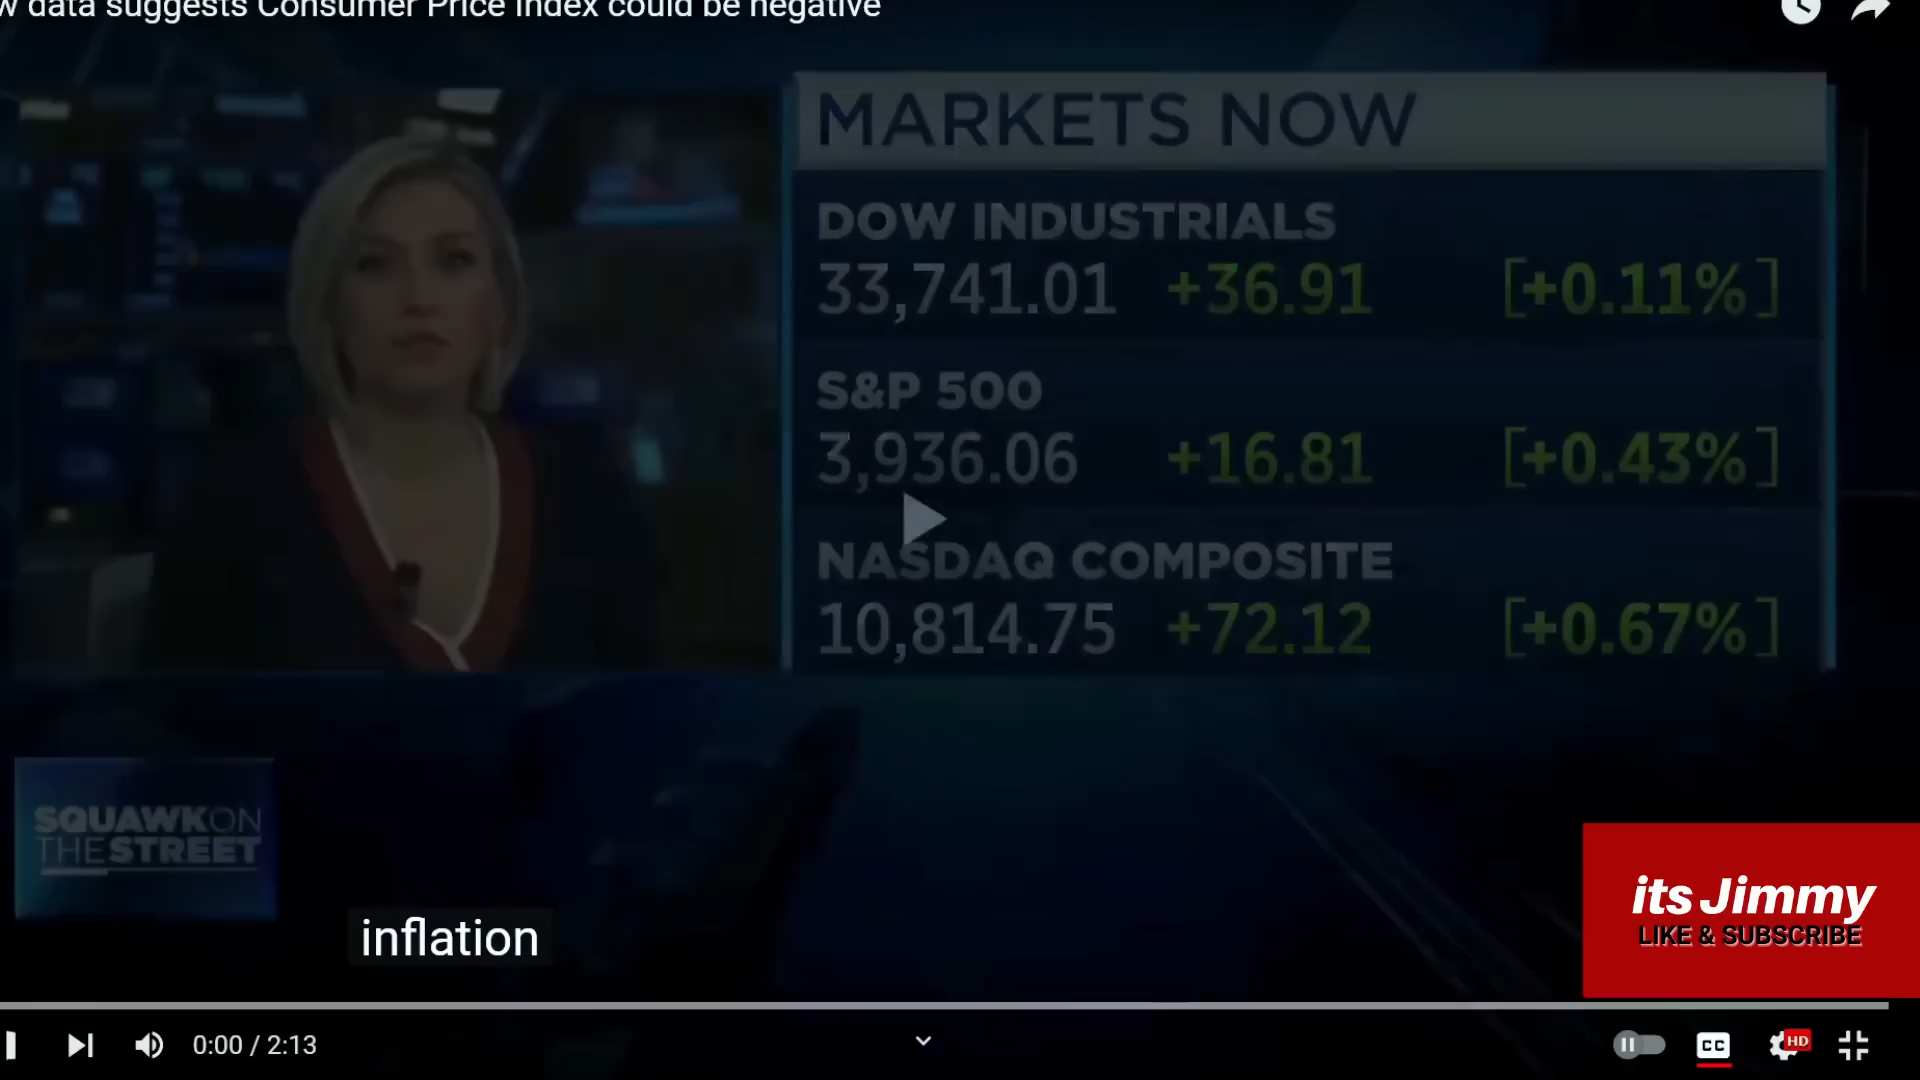 w data suggests Consumer Price Index could be negative
MARKETS NOW
DOW INDUSTRIALS
33,741.01 +36.91 [+0.11%]
S&P 500
3,936.06 +16.81 [+0.43%]
NASDAQ COMPOSITE
10,814.75 +72.12 [+0.67%]
SQUAWK ON
THE STREET
inflation
its Jimmy
LIKE & SUBSCRIBE
0:00 / 2:13
CC
HD